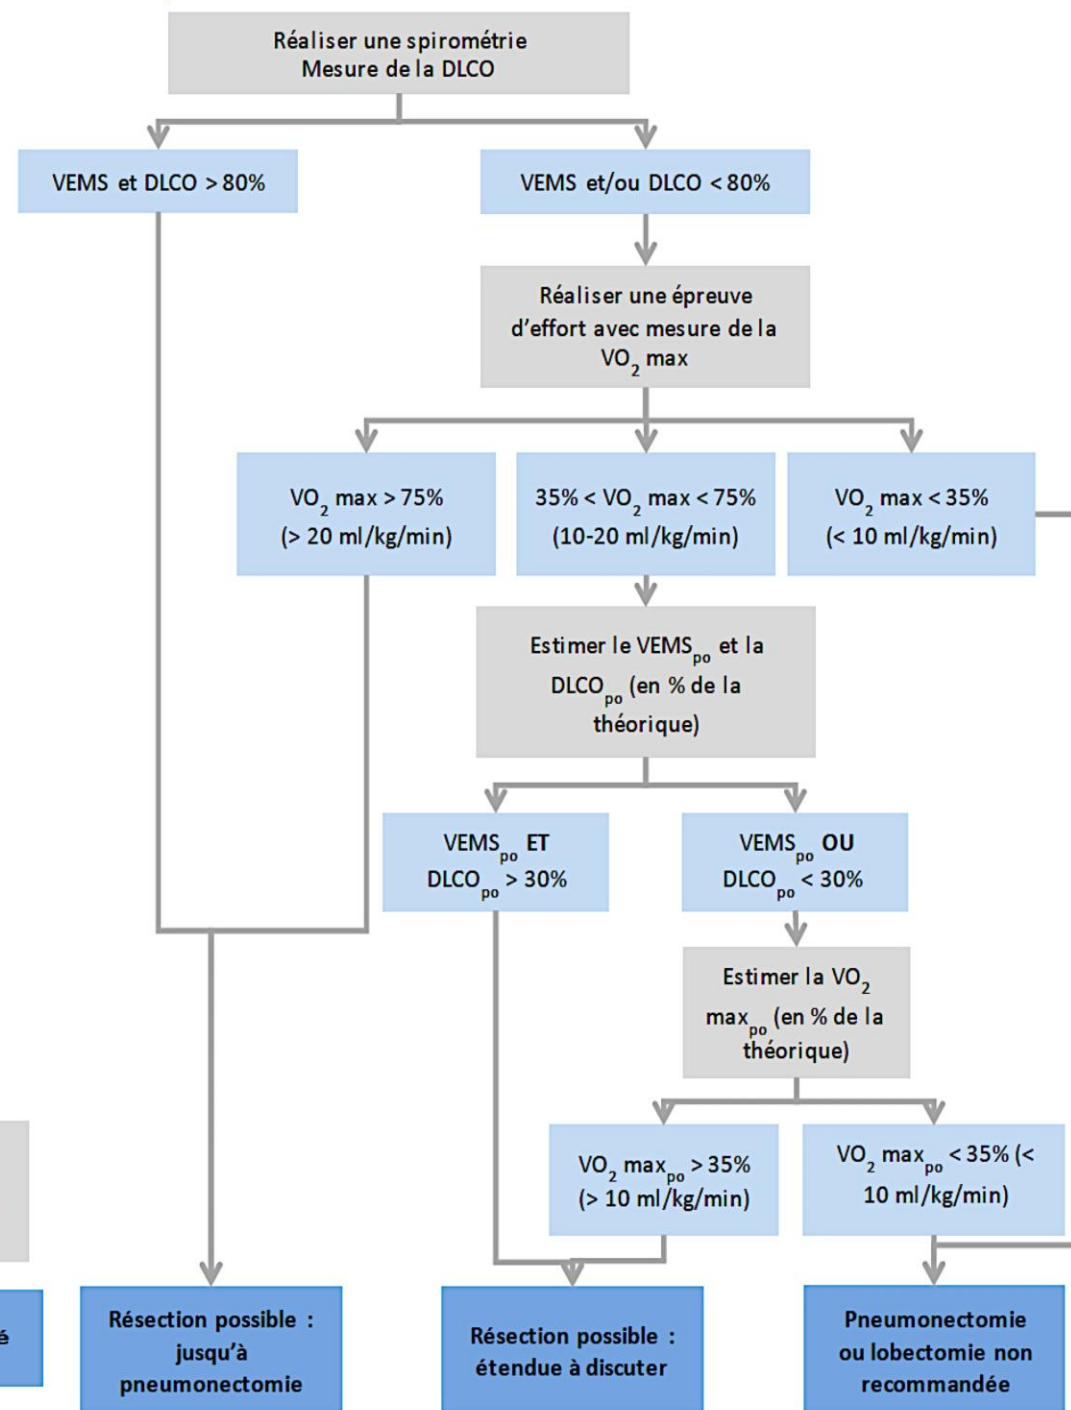 Réaliser une spirométrie
Mesure de la DLCO
VEMS et DLCO > 80%
VEMS et/ou DLCO < 80%
Réaliser une épreuve
d'effort avec mesure de la
VO₂ max
VO₂ max > 75%
(> 20 ml/kg/min)
35% < VO₂ max < 75%
(10-20 ml/kg/min)
VO₂ max < 35%
(< 10 ml/kg/min)
Estimer le VEMSpo et la
DLCOpo (en % de la
théorique)
VEMSpo ET
DLCOpo > 30%
VEMSpo OU
DLCOpo < 30%
Estimer la VO₂
maxpo (en % de la
théorique)
VO₂ maxpo > 35%
(> 10 ml/kg/min)
VO₂ maxpo < 35% (<
10 ml/kg/min)
é
Résection possible :
jusqu'à
pneumonectomie
Résection possible :
étendue à discuter
Pneumonectomie
ou lobectomie non
recommandée